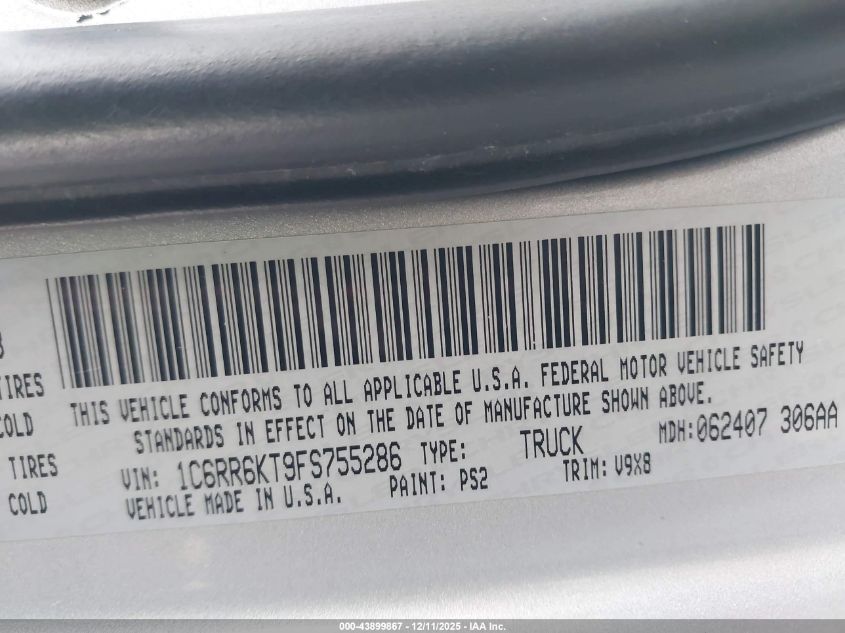 TIRES
COLD
TIRES
COLD
THIS VEHICLE CONFORMS TO ALL APPLICABLE U.S.A. FEDERAL MOTOR VEHICLE SAFETY
STANDARDS IN EFFECT ON THE DATE OF MANUFACTURE SHOWN ABOVE.
VIN: 1C6RR6KT9FS755286 TYPE: TRUCK MDH:062407 306AA
VEHICLE MADE IN U.S.A. PAINT: PS2 TRIM: V9X8
000-43899867 - 12/11/2025 - IAA Inc.